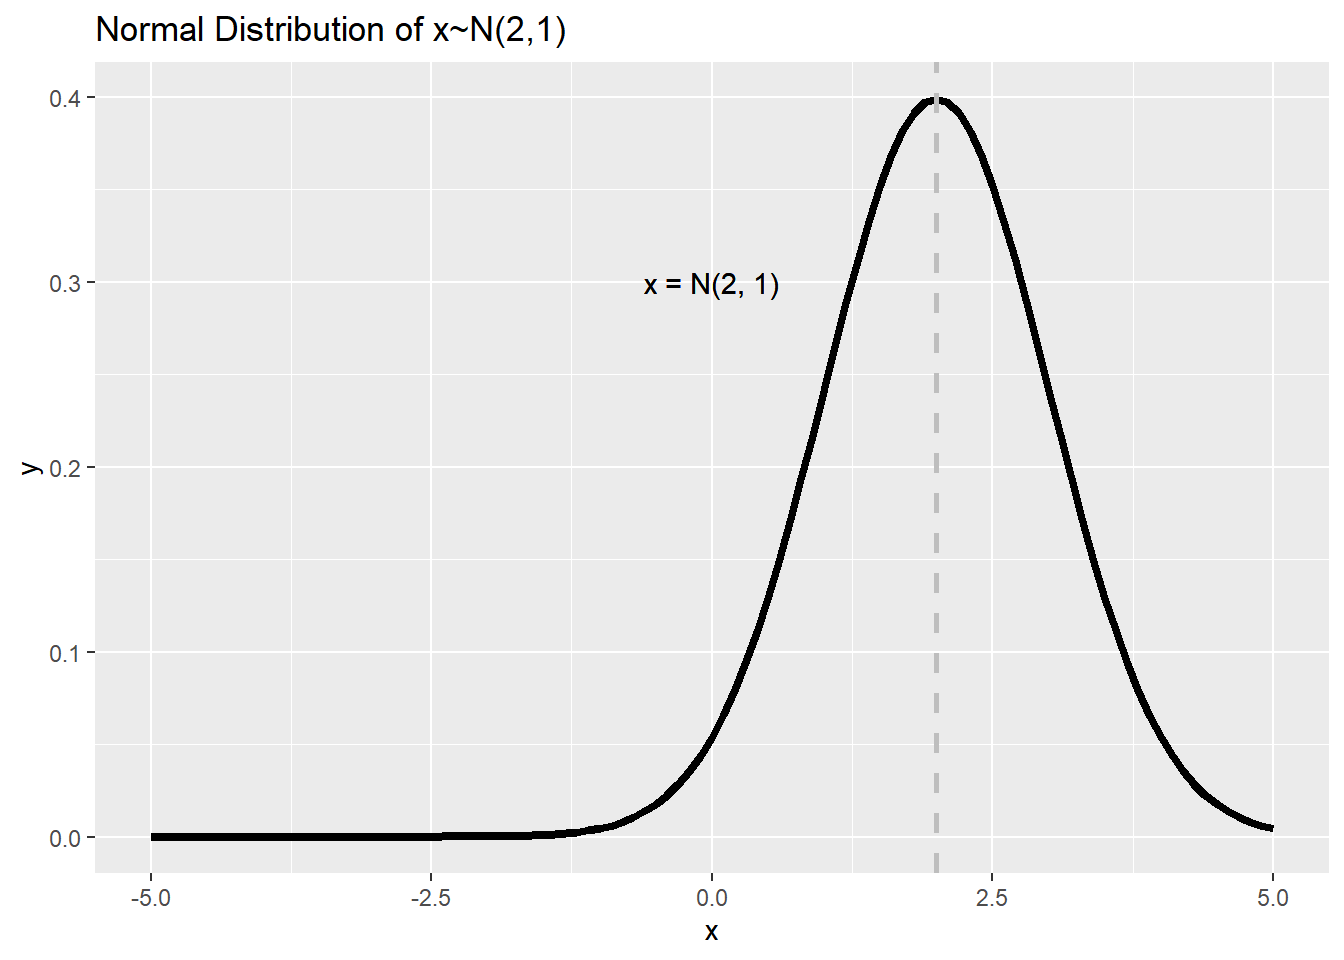 Normal Distribution of x~N(2,1)
0.4
0.3
0.2
0.1
0.0
y
x = N(2, 1)
-5.0
-2.5
0.0
2.5
5.0
x